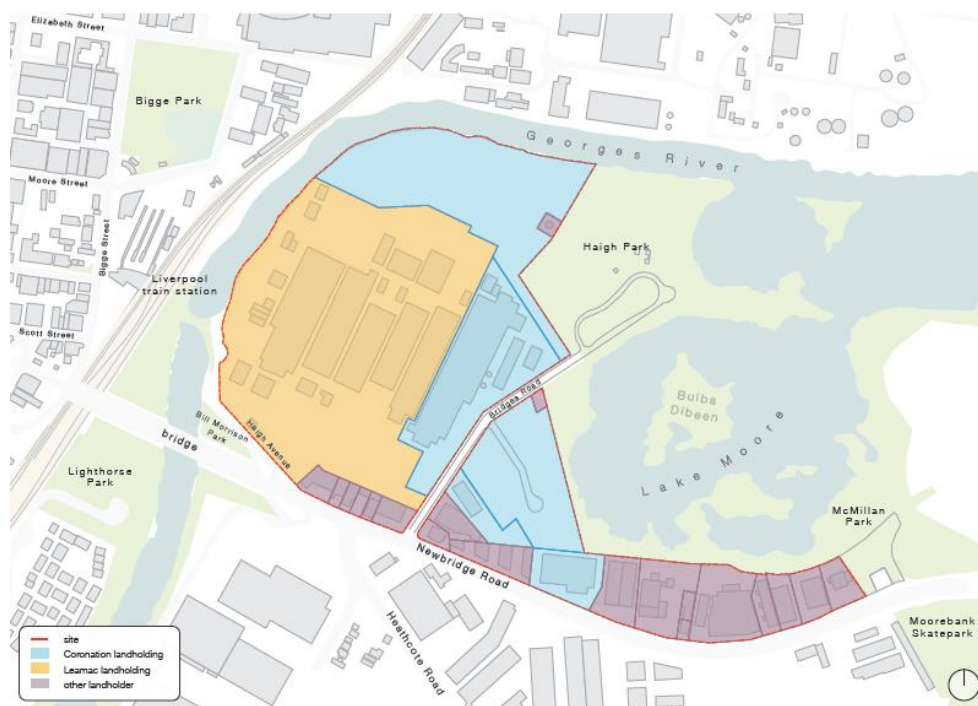 Elizabeth Street
Bigge Park
Georges River
Moore Street
Bigge Street
Haigh Park
Liverpool
train station
Scott Street
Bridges Road
Bulba
Dibeen
Bill Morrison
Park
Haigh Avenue
bridge
Lake Moore
Lighthorse
Park
McMillan
Park
Newbridge Road
Heathcote Road
Moorebank
Skatepark
site
Coronation landholding
Leamac landholding
other landholder